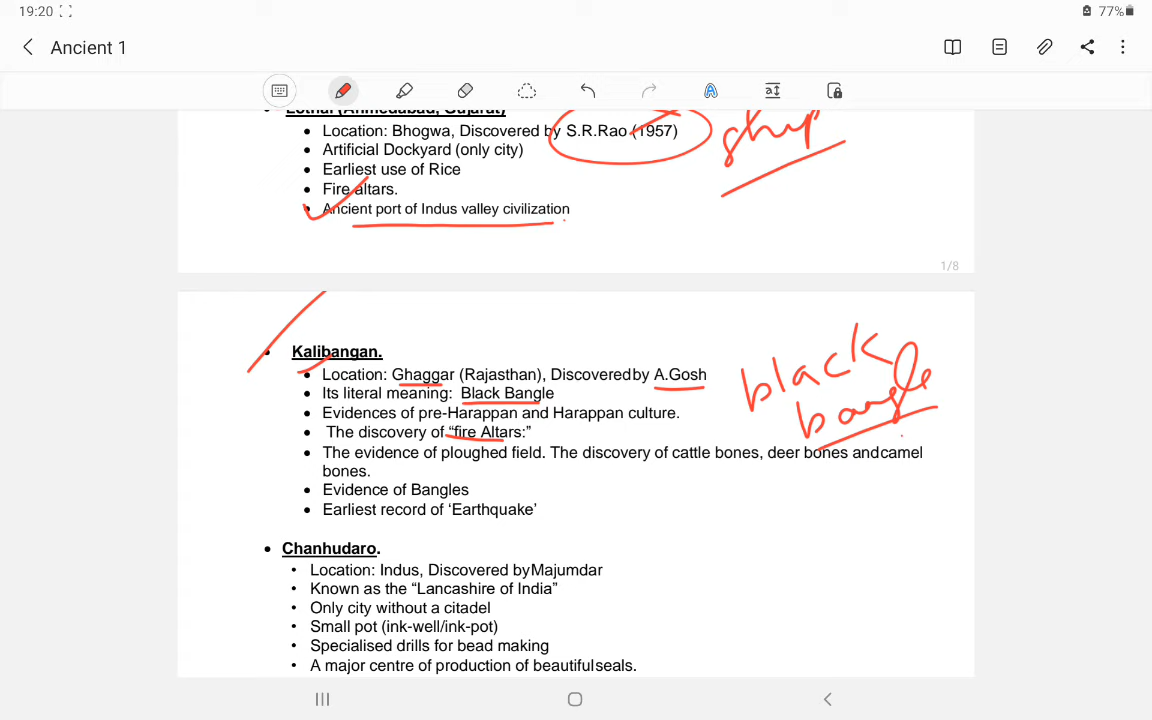 19:20
77%
Ancient 1
Lothal (Ahmedabad, Gujarat)
• Location: Bhogwa, Discovered by S.R.Rao (1957)
ship
• Artificial Dockyard (only city)
• Earliest use of Rice
• Fire altars.
• Ancient port of Indus valley civilization
1/8
• Kalibangan.
• Location: Ghaggar (Rajasthan), Discoveredby A.Gosh
black
bangle
• Its literal meaning: Black Bangle
• Evidences of pre-Harappan and Harappan culture.
• The discovery of “fire Altars:”
• The evidence of ploughed field. The discovery of cattle bones, deer bones andcamel
bones.
• Evidence of Bangles
• Earliest record of ‘Earthquake’
• Chanhudaro.
• Location: Indus, Discovered byMajumdar
• Known as the “Lancashire of India”
• Only city without a citadel
• Small pot (ink-well/ink-pot)
• Specialised drills for bead making
• A major centre of production of beautifulseals.